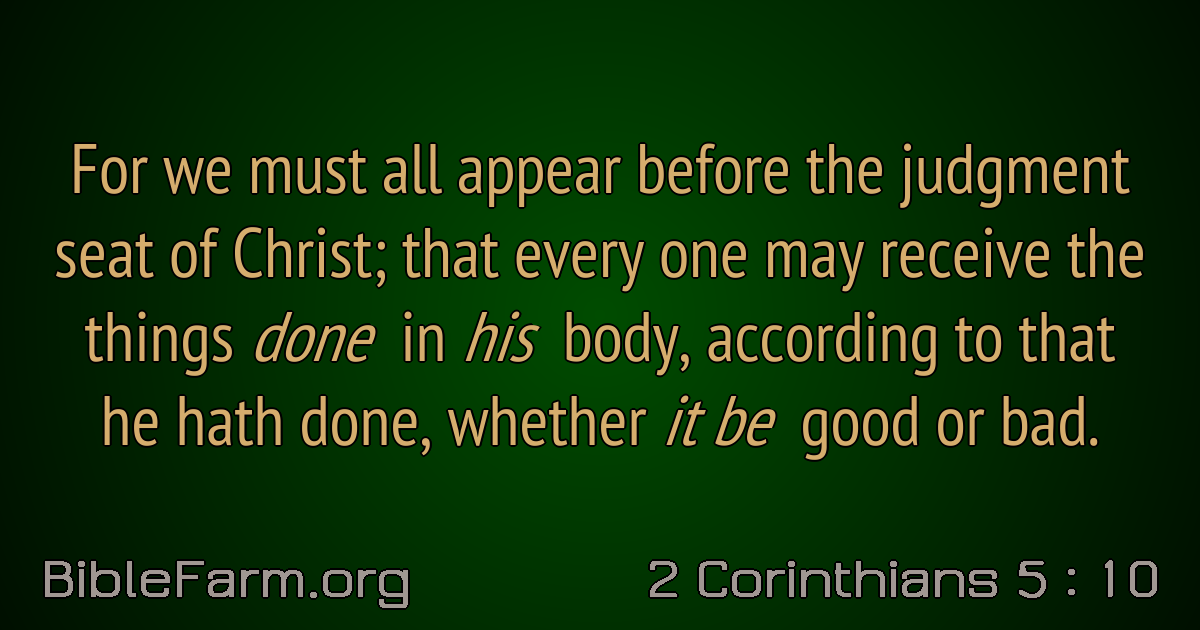 For we must all appear before the judgment
seat of Christ; that every one may receive the
things done in his body, according to that
he hath done, whether it be good or bad.
BibleFarm.org
2 Corinthians 5 : 10